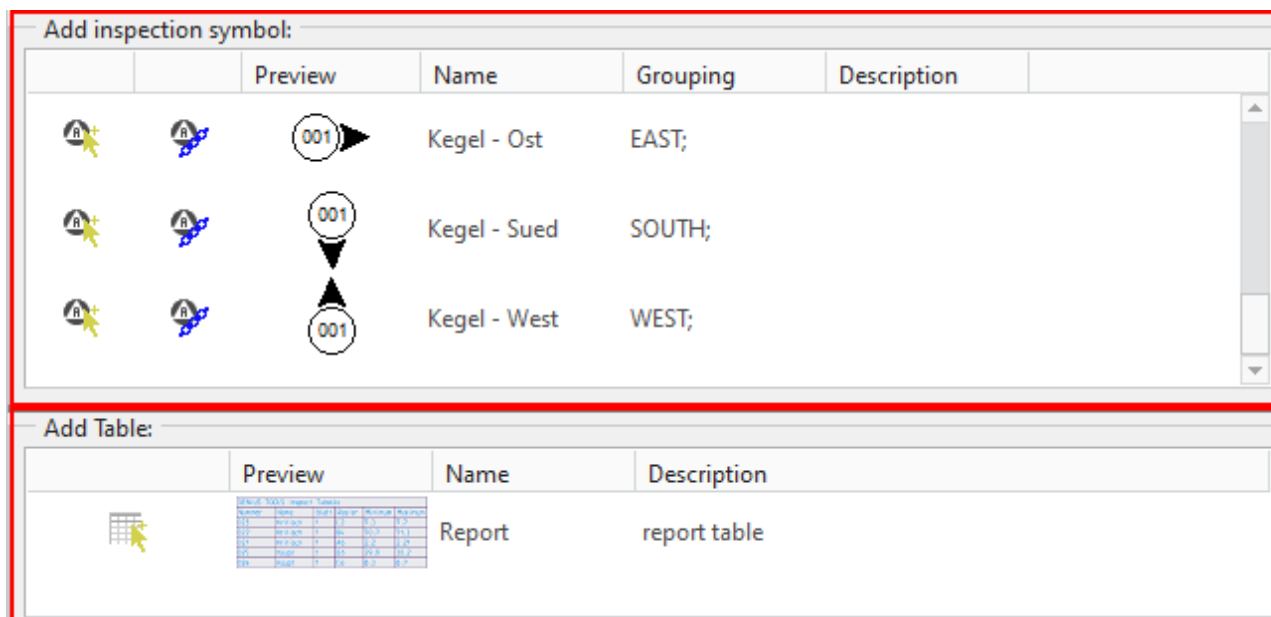 Add inspection symbol:
Preview Name Grouping Description
001 Kegel - Ost EAST;
001 Kegel - Sued SOUTH;
001 Kegel - West WEST;
Add Table:
Preview Name Description
Report report table